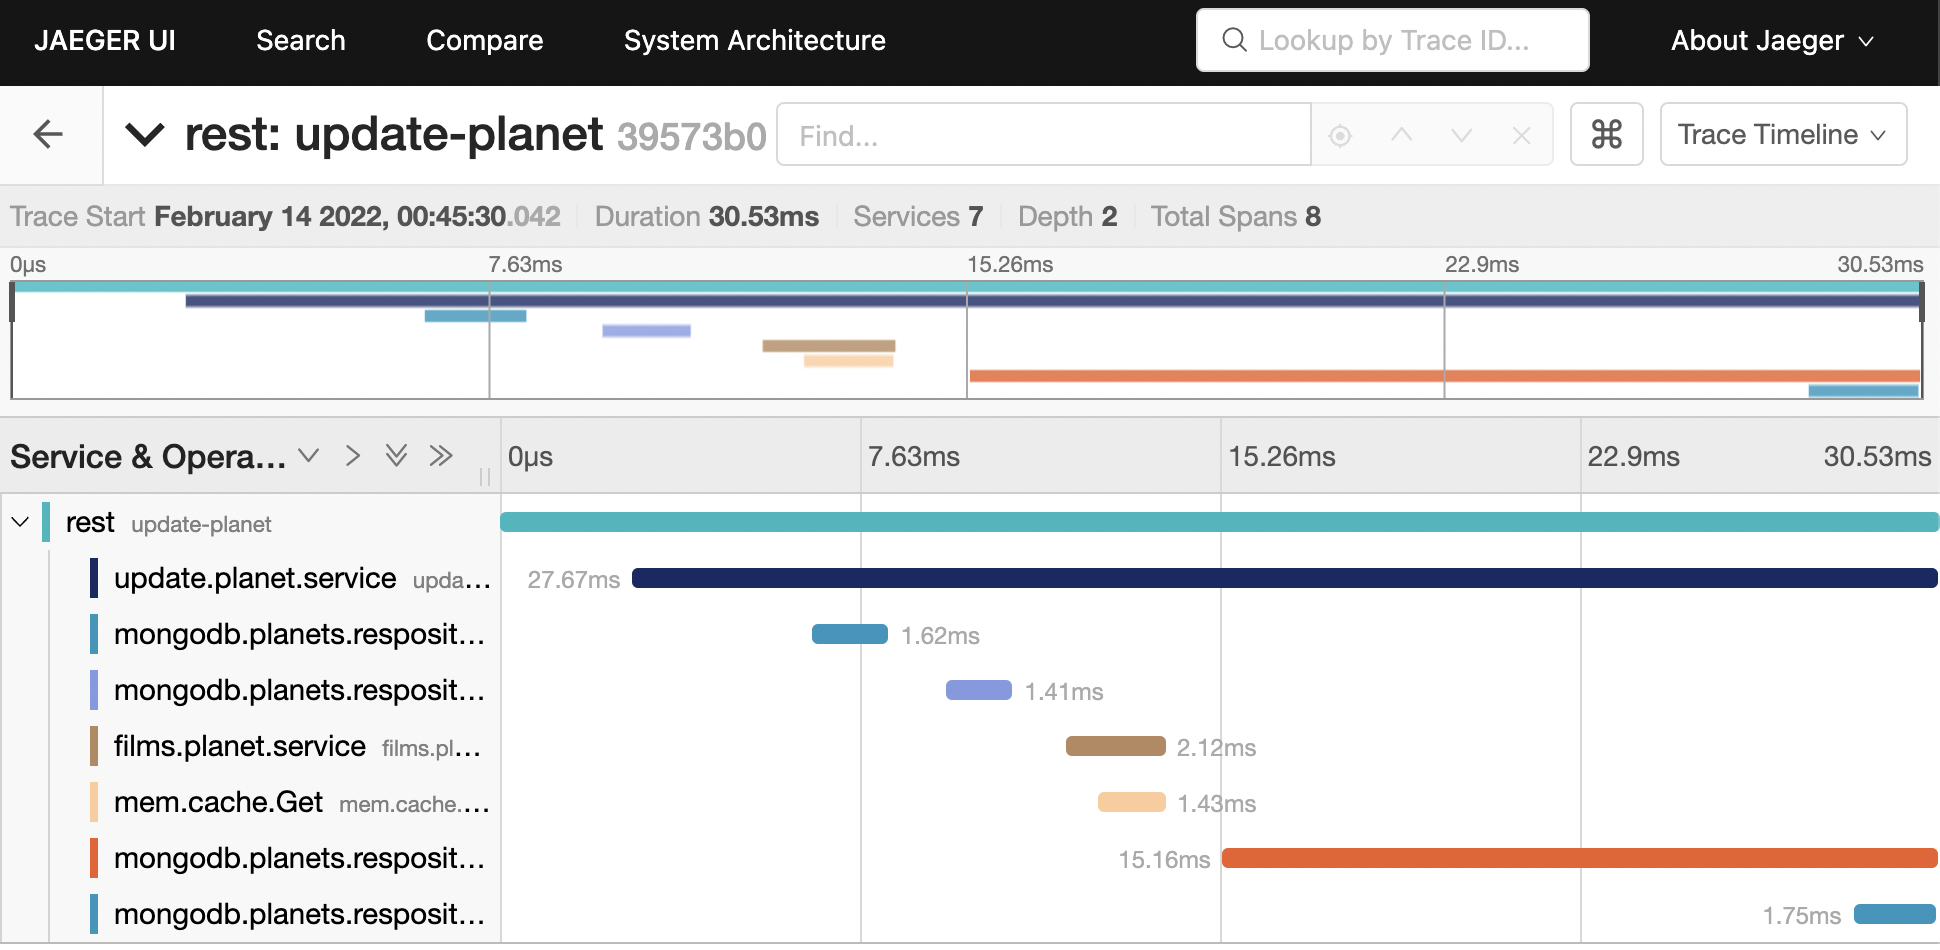 JAEGER UI Search Compare System Architecture Lookup by Trace ID... About Jaeger
rest: update-planet 39573b0 Find... ⌘ Trace Timeline
Trace Start February 14 2022, 00:45:30.042 Duration 30.53ms Services 7 Depth 2 Total Spans 8
0μs 7.63ms 15.26ms 22.9ms 30.53ms
Service & Opera... 0μs 7.63ms 15.26ms 22.9ms 30.53ms
rest update-planet
update.planet.service upda... 27.67ms
mongodb.planets.resposit... 1.62ms
mongodb.planets.resposit... 1.41ms
films.planet.service films.pl... 2.12ms
mem.cache.Get mem.cache.... 1.43ms
mongodb.planets.resposit... 15.16ms
mongodb.planets.resposit... 1.75ms